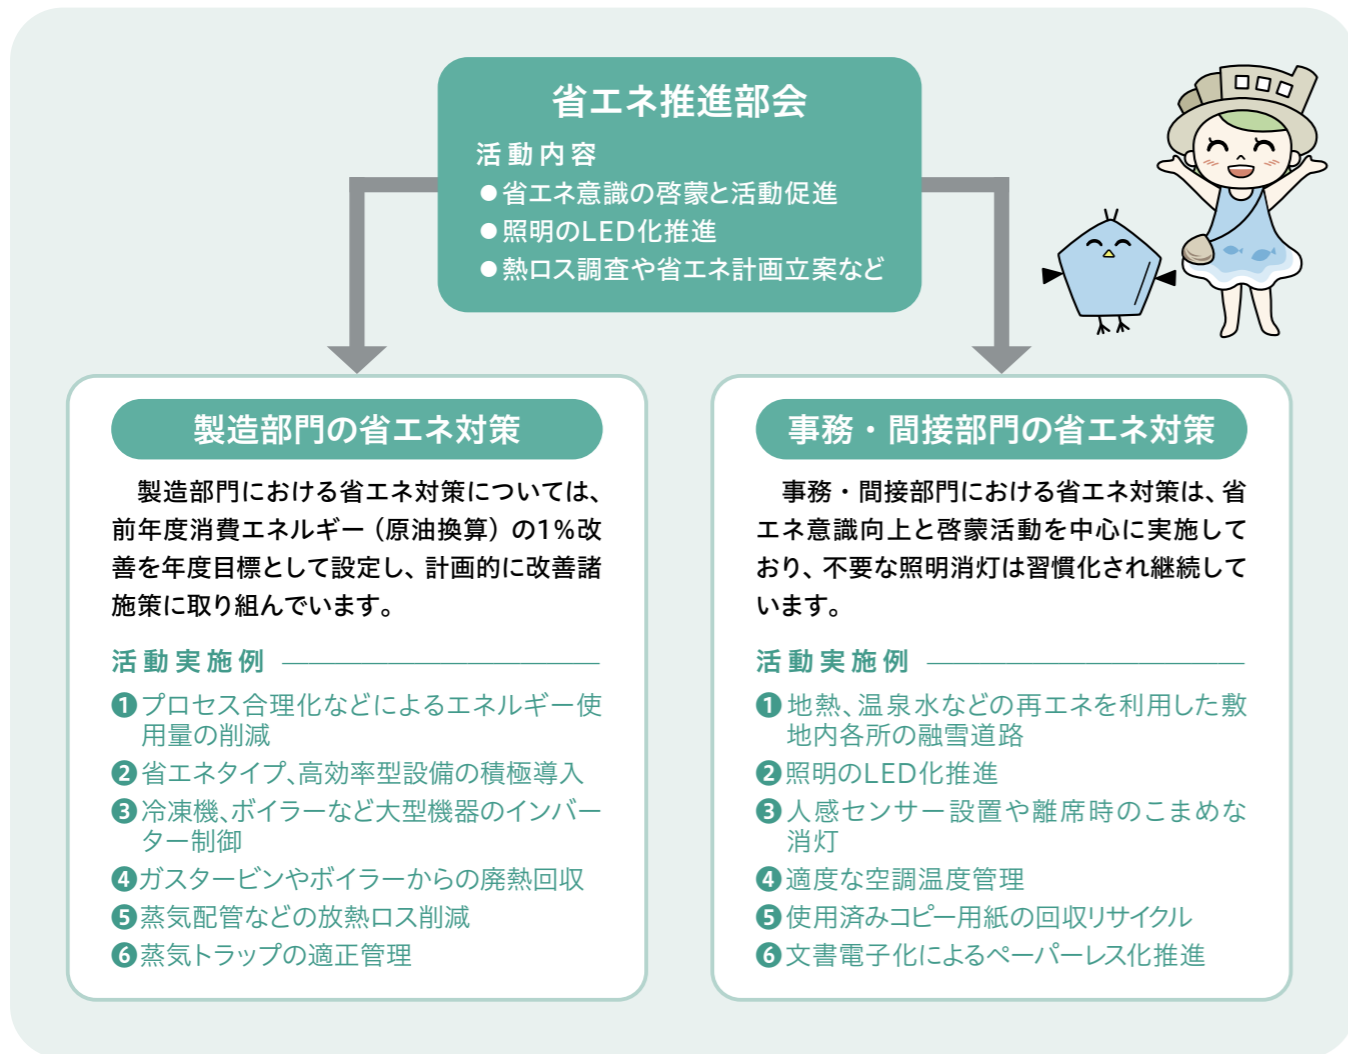 省エネ推進部会
活動内容
●省エネ意識の啓蒙と活動促進
●照明のLED化推進
●熱ロス調査や省エネ計画立案など
製造部門の省エネ対策
　製造部門における省エネ対策については、
前年度消費エネルギー（原油換算）の1%改
善を年度目標として設定し、計画的に改善諸
施策に取り組んでいます。
活動実施例
❶プロセス合理化などによるエネルギー使
用量の削減
❷省エネタイプ、高効率型設備の積極導入
❸冷凍機、ボイラーなど大型機器のインバー
ター制御
❹ガスタービンやボイラーからの廃熱回収
❺蒸気配管などの放熱ロス削減
❻蒸気トラップの適正管理
事務・間接部門の省エネ対策
　事務・間接部門における省エネ対策は、省
エネ意識向上と啓蒙活動を中心に実施して
おり、不要な照明消灯は習慣化され継続して
います。
活動実施例
❶地熱、温泉水などの再エネを利用した敷
地内各所の融雪道路
❷照明のLED化推進
❸人感センサー設置や離席時のこまめな
消灯
❹適度な空調温度管理
❺使用済みコピー用紙の回収リサイクル
❻文書電子化によるペーパーレス化推進